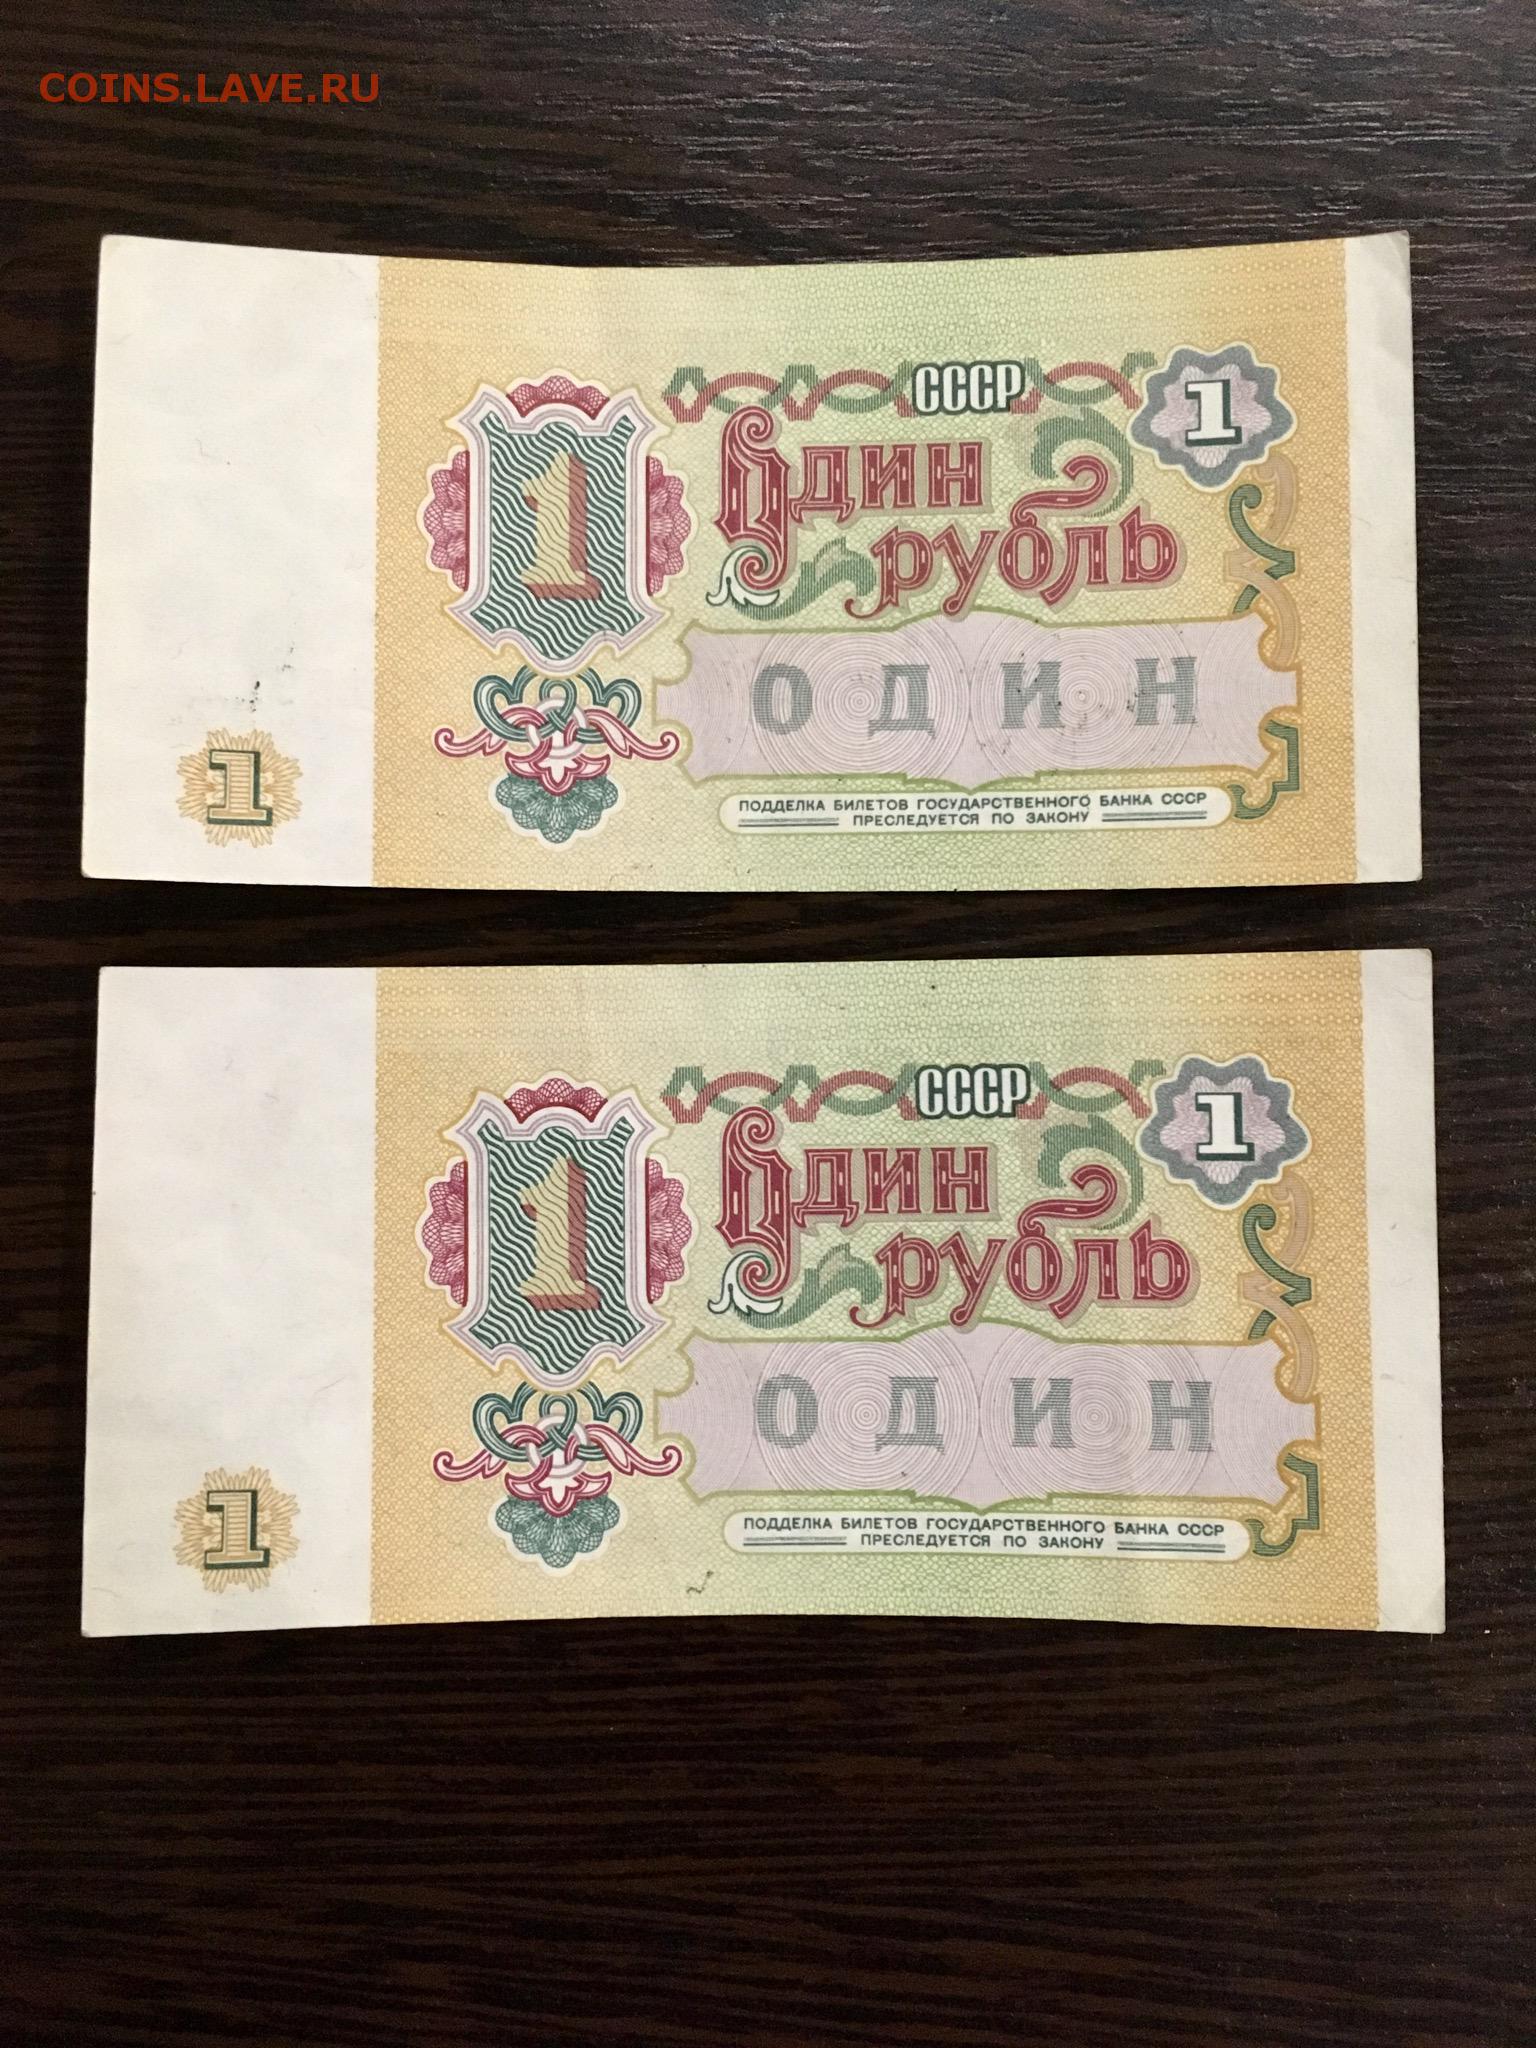 COINS.LAVE.RU
СССР
1
1
Один
рубль
ОДИН
ПОДДЕЛКА БИЛЕТОВ ГОСУДАРСТВЕННОГО БАНКА СССР
ПРЕСЛЕДУЕТСЯ ПО ЗАКОНУ
1
СССР
1
1
Один
рубль
ОДИН
ПОДДЕЛКА БИЛЕТОВ ГОСУДАРСТВЕННОГО БАНКА СССР
ПРЕСЛЕДУЕТСЯ ПО ЗАКОНУ
1